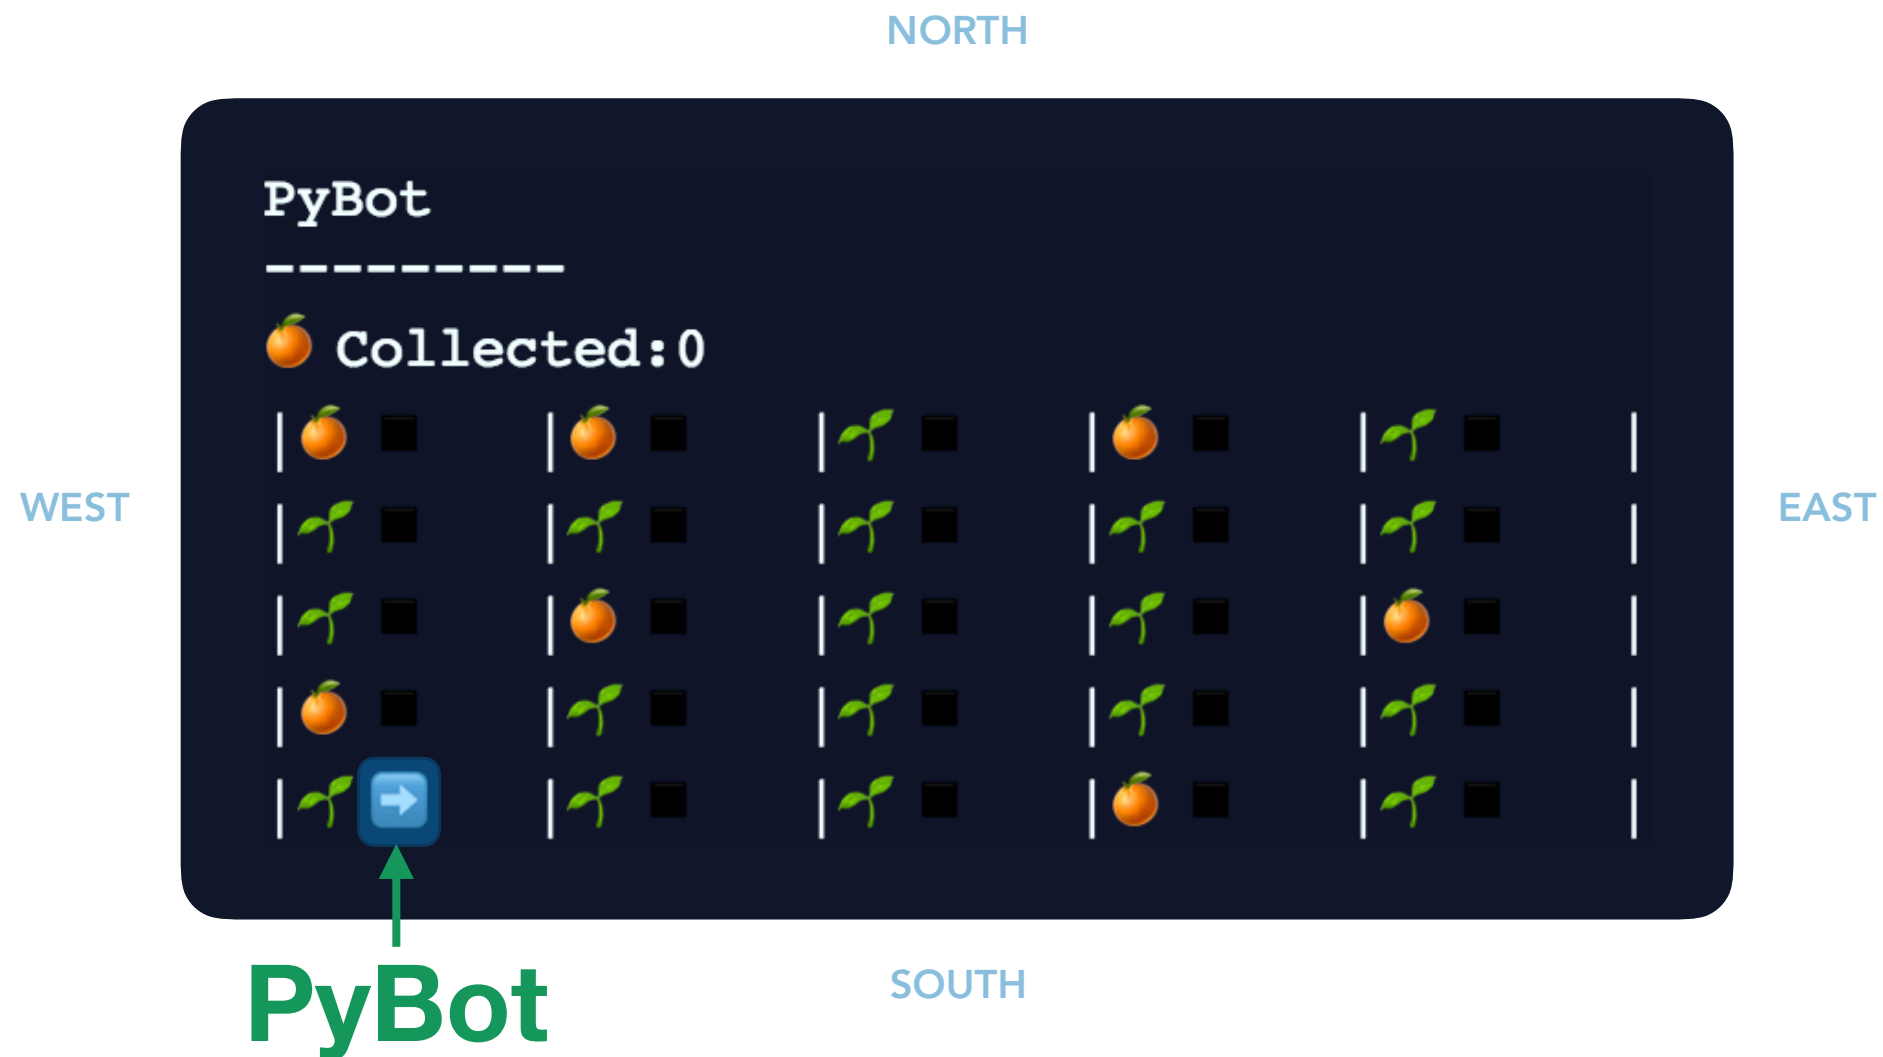 NORTH
PyBot
---------
Collected:0
WEST
EAST
PyBot
SOUTH